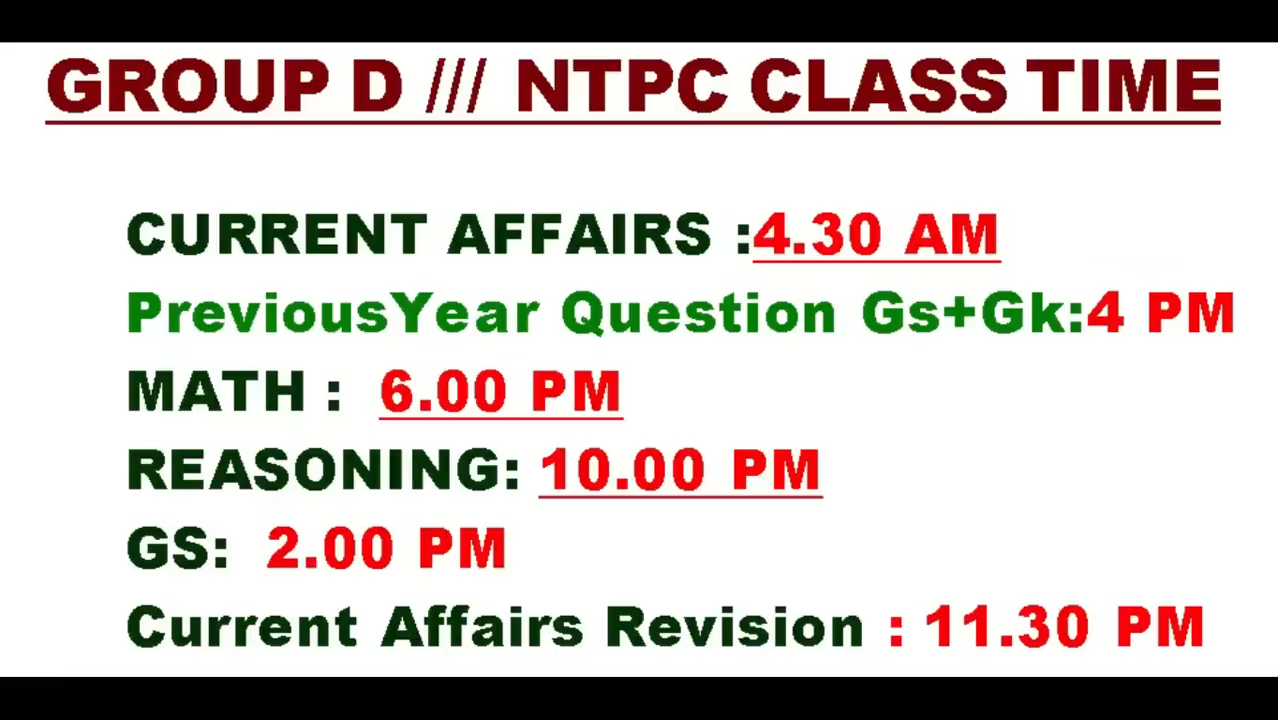 GROUP D /// NTPC CLASS TIME
CURRENT AFFAIRS :4.30 AM
PreviousYear Question Gs+Gk:4 PM
MATH : 6.00 PM
REASONING: 10.00 PM
GS: 2.00 PM
Current Affairs Revision : 11.30 PM